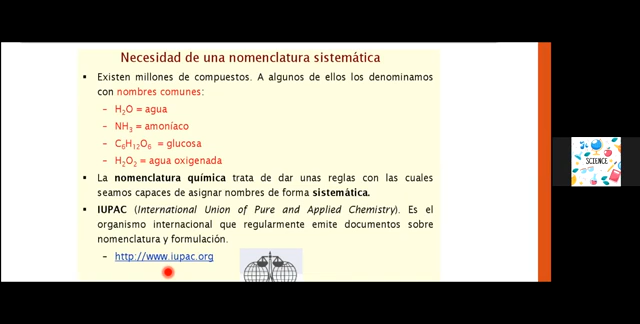 Necesidad de una nomenclatura sistemática
▪ Existen millones de compuestos. A algunos de ellos los denominamos
con nombres comunes:
– H₂O = agua
– NH₃ = amoníaco
– C₆H₁₂O₆ = glucosa
– H₂O₂ = agua oxigenada
▪ La nomenclatura química trata de dar unas reglas con las cuales
seamos capaces de asignar nombres de forma sistemática.
▪ IUPAC (International Union of Pure and Applied Chemistry). Es el
organismo internacional que regularmente emite documentos sobre
nomenclatura y formulación.
– http://www.iupac.org
SCIENCE